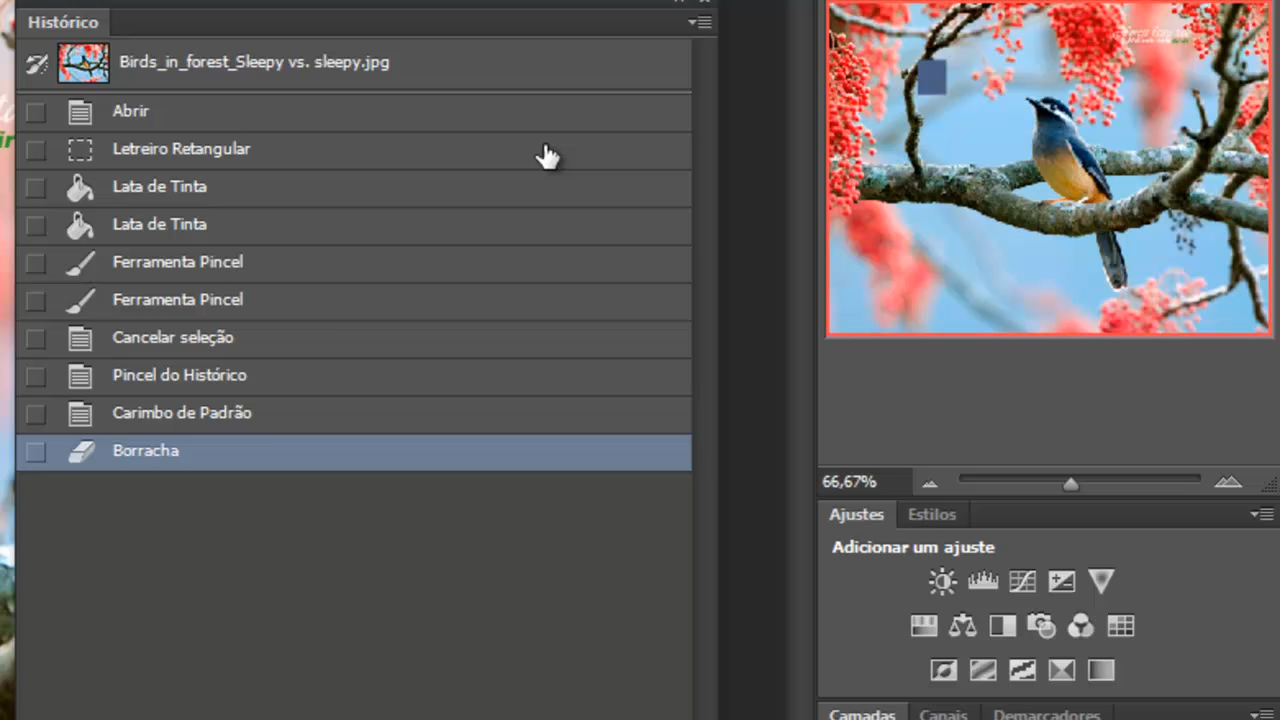 Histórico
Birds_in_forest_Sleepy vs. sleepy.jpg
Abrir
Letreiro Retangular
Lata de Tinta
Lata de Tinta
Ferramenta Pincel
Ferramenta Pincel
Cancelar seleção
Pincel do Histórico
Carimbo de Padrão
Borracha
66,67%
Ajustes
Estilos
Adicionar um ajuste
Camadas
Canais
Demarcadores